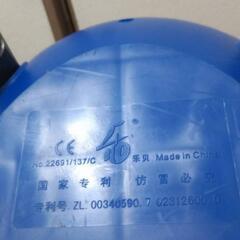 CE 乐贝 Made in China
No.22691/137/C
国家专利 仿冒必究
专利号 ZL 00340590.7